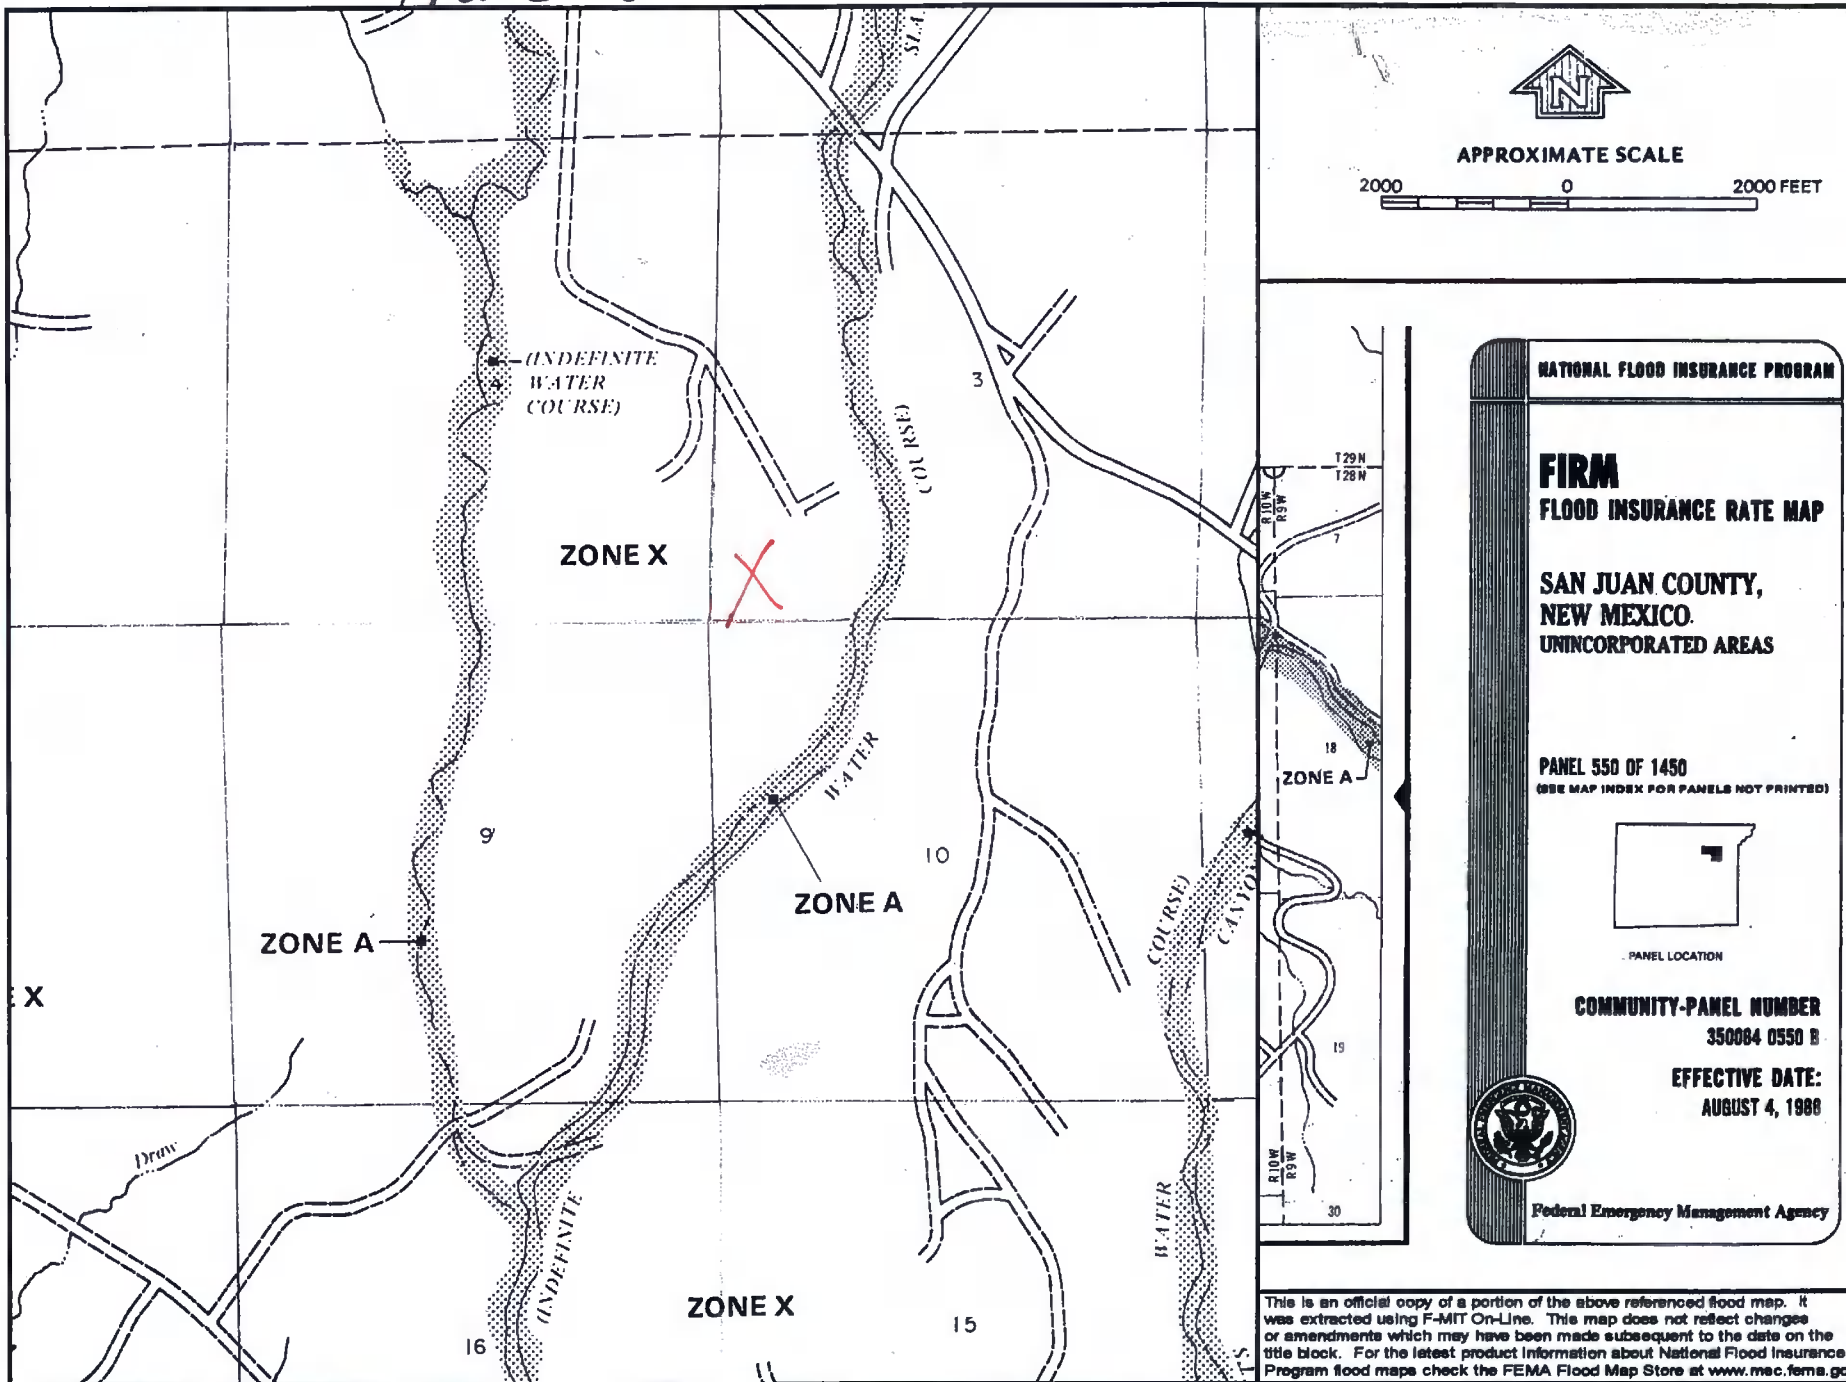 SLA
N
APPROXIMATE SCALE
2000 0 2000 FEET
(INDEFINITE
WATER
COURSE)
4
3
COURSE)
ZONE X
X
WATER
9
10
ZONE A
ZONE A
E X
COURSE)
CANYON
Draw
(INDEFINITE
WATER
ZONE X
16
15
T29N
T28N
R10W
R9W
7
18
ZONE A
19
R10W
R9W
30
NATIONAL FLOOD INSURANCE PROGRAM
FIRM
FLOOD INSURANCE RATE MAP
SAN JUAN COUNTY,
NEW MEXICO
UNINCORPORATED AREAS
PANEL 550 OF 1450
(SEE MAP INDEX FOR PANELS NOT PRINTED)
PANEL LOCATION
COMMUNITY-PANEL NUMBER
350064 0550 B
EFFECTIVE DATE:
AUGUST 4, 1988
Federal Emergency Management Agency
This is an official copy of a portion of the above referenced flood map. It
was extracted using F-MIT On-Line. This map does not reflect changes
or amendments which may have been made subsequent to the date on the
title block. For the latest product information about National Flood Insurance
Program flood maps check the FEMA Flood Map Store at www.msc.fema.go